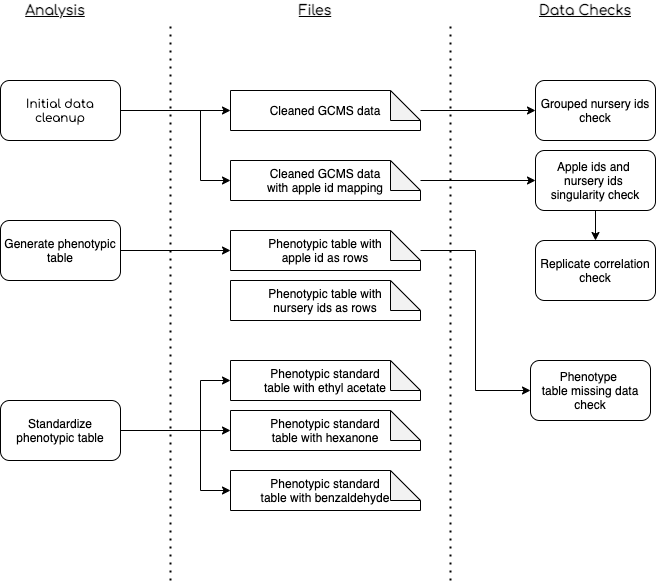 Analysis
Files
Data Checks
Initial data
cleanup
Cleaned GCMS data
Grouped nursery ids
check
Cleaned GCMS data
with apple id mapping
Apple ids and
nursery ids
singularity check
Generate phenotypic
table
Phenotypic table with
apple id as rows
Replicate correlation
check
Phenotypic table with
nursery ids as rows
Phenotypic standard
table with ethyl acetate
Phenotype
table missing data
check
Standardize
phenotypic table
Phenotypic standard
table with hexanone
Phenotypic standard
table with benzaldehyde